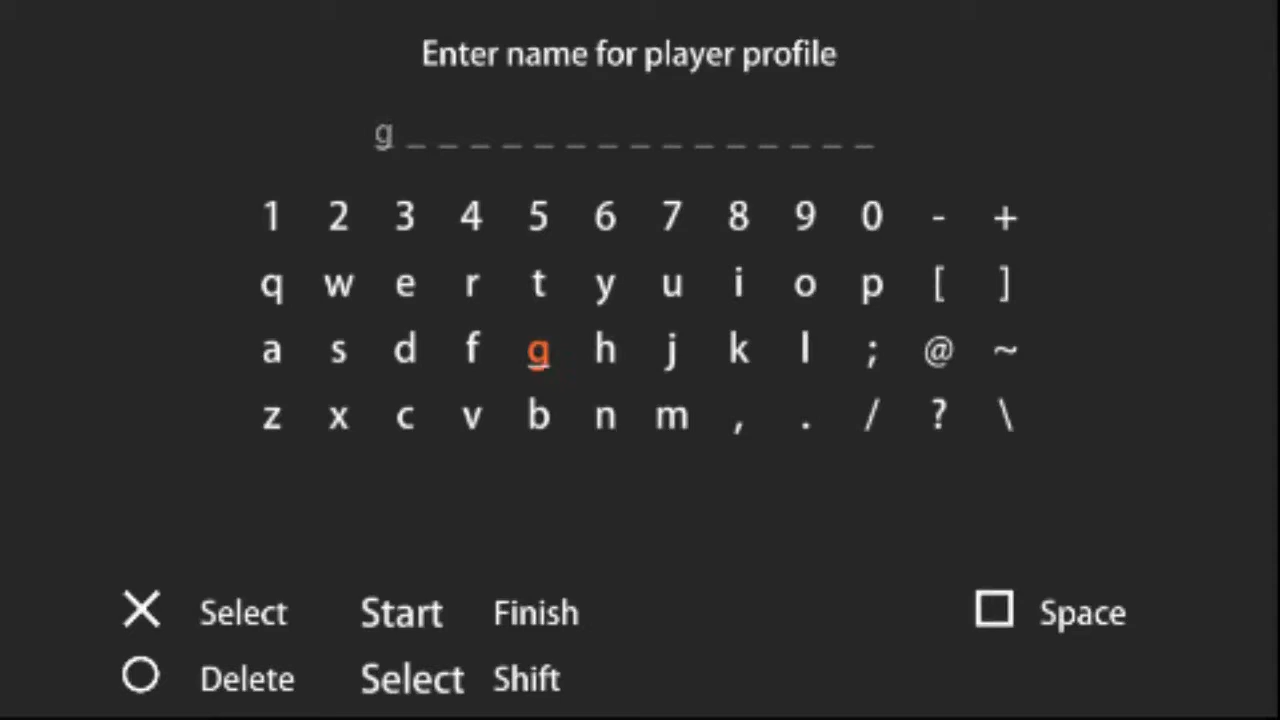 Enter name for player profile
g _ _ _ _ _ _ _ _ _ _ _ _ _ _ _
1 2 3 4 5 6 7 8 9 0 - +
q w e r t y u i o p [ ]
a s d f g h j k l ; @ ~
z x c v b n m , . / ? \
Select Start Finish Space
Delete Select Shift